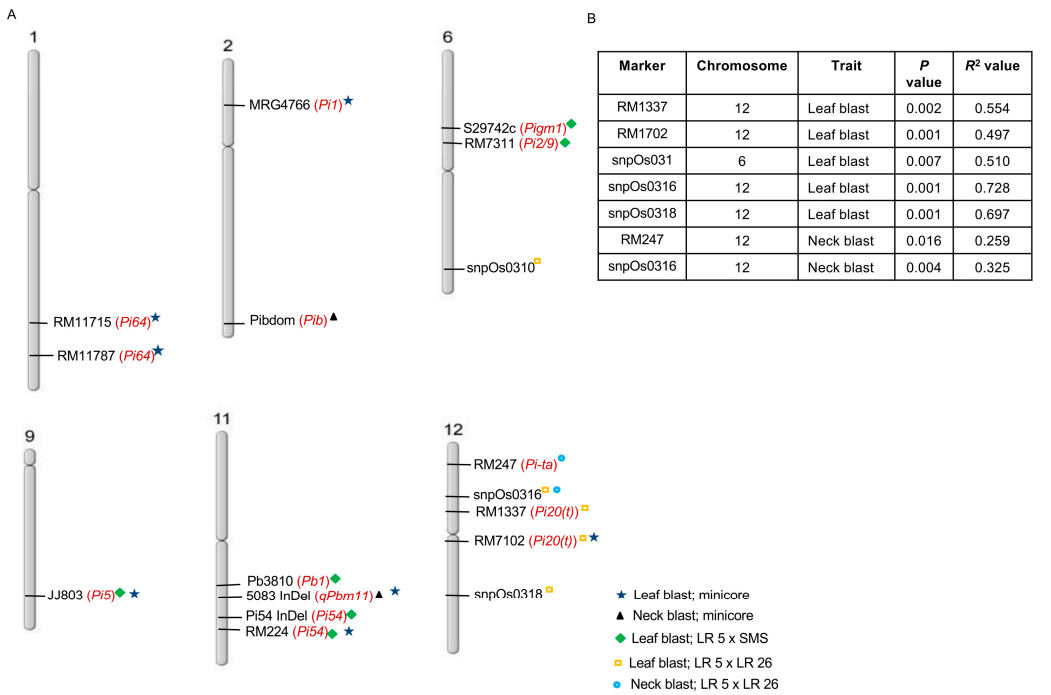 A
B
1
2
6
MRG4766 (Pi1)
S29742c (Pigm1)
RM7311 (Pi2/9)
snpOs0310
RM11715 (Pi64)
Pibdom (Pib)
RM11787 (Pi64)
Marker Chromosome Trait P value R² value
RM1337 12 Leaf blast 0.002 0.554
RM1702 12 Leaf blast 0.001 0.497
snpOs031 6 Leaf blast 0.007 0.510
snpOs0316 12 Leaf blast 0.001 0.728
snpOs0318 12 Leaf blast 0.001 0.697
RM247 12 Neck blast 0.016 0.259
snpOs0316 12 Neck blast 0.004 0.325
9
11
12
JJ803 (Pi5)
Pb3810 (Pb1)
5083 InDel (qPbm11)
Pi54 InDel (Pi54)
RM224 (Pi54)
RM247 (Pi-ta)
snpOs0316
RM1337 (Pi20(t))
RM7102 (Pi20(t))
snpOs0318
Leaf blast; minicore
Neck blast; minicore
Leaf blast; LR 5 x SMS
Leaf blast; LR 5 x LR 26
Neck blast; LR 5 x LR 26